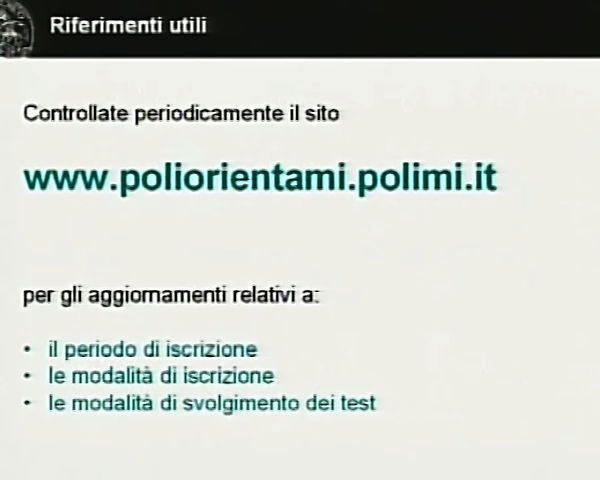 Riferimenti utili
Controllate periodicamente il sito
www.poliorientami.polimi.it
per gli aggiornamenti relativi a:
• il periodo di iscrizione
• le modalità di iscrizione
• le modalità di svolgimento dei test